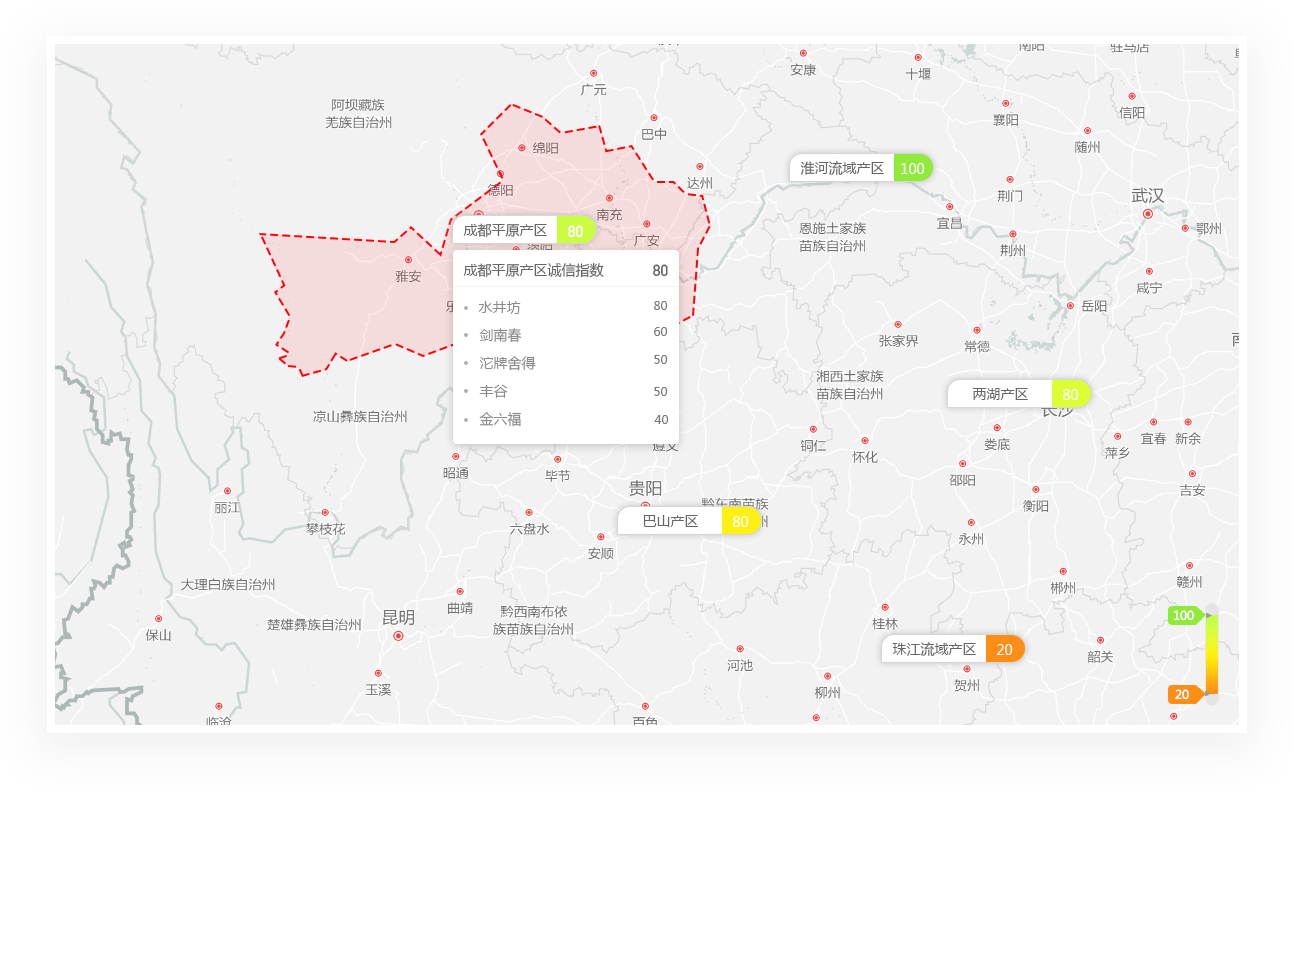 南阳
驻马店
安康
十堰
广元
阿坝藏族
羌族自治州
襄阳
信阳
巴中
绵阳
随州
淮河流域产区 100
达州
德阳
荆门
武汉
南充
宜昌
鄂州
成都平原产区 80
广安
恩施土家族
苗族自治州
荆州
雅安
成都平原产区诚信指数 80
咸宁
水井坊 80
岳阳
剑南春 60
张家界
常德
沱牌舍得 50
湘西土家族
苗族自治州
丰谷 50
两湖产区 80
长沙
凉山彝族自治州
金六福 40
铜仁
怀化
娄底
萍乡
宜春
新余
遵义
昭通
毕节
邵阳
吉安
贵阳
丽江
黔东南苗族
衡阳
州
攀枝花
六盘水
巴山产区 80
安顺
永州
大理白族自治州
郴州
赣州
曲靖
黔西南布依
族苗族自治州
昆明
楚雄彝族自治州
保山
桂林
100
珠江流域产区 20
韶关
河池
玉溪
柳州
贺州
20
临沧
百色